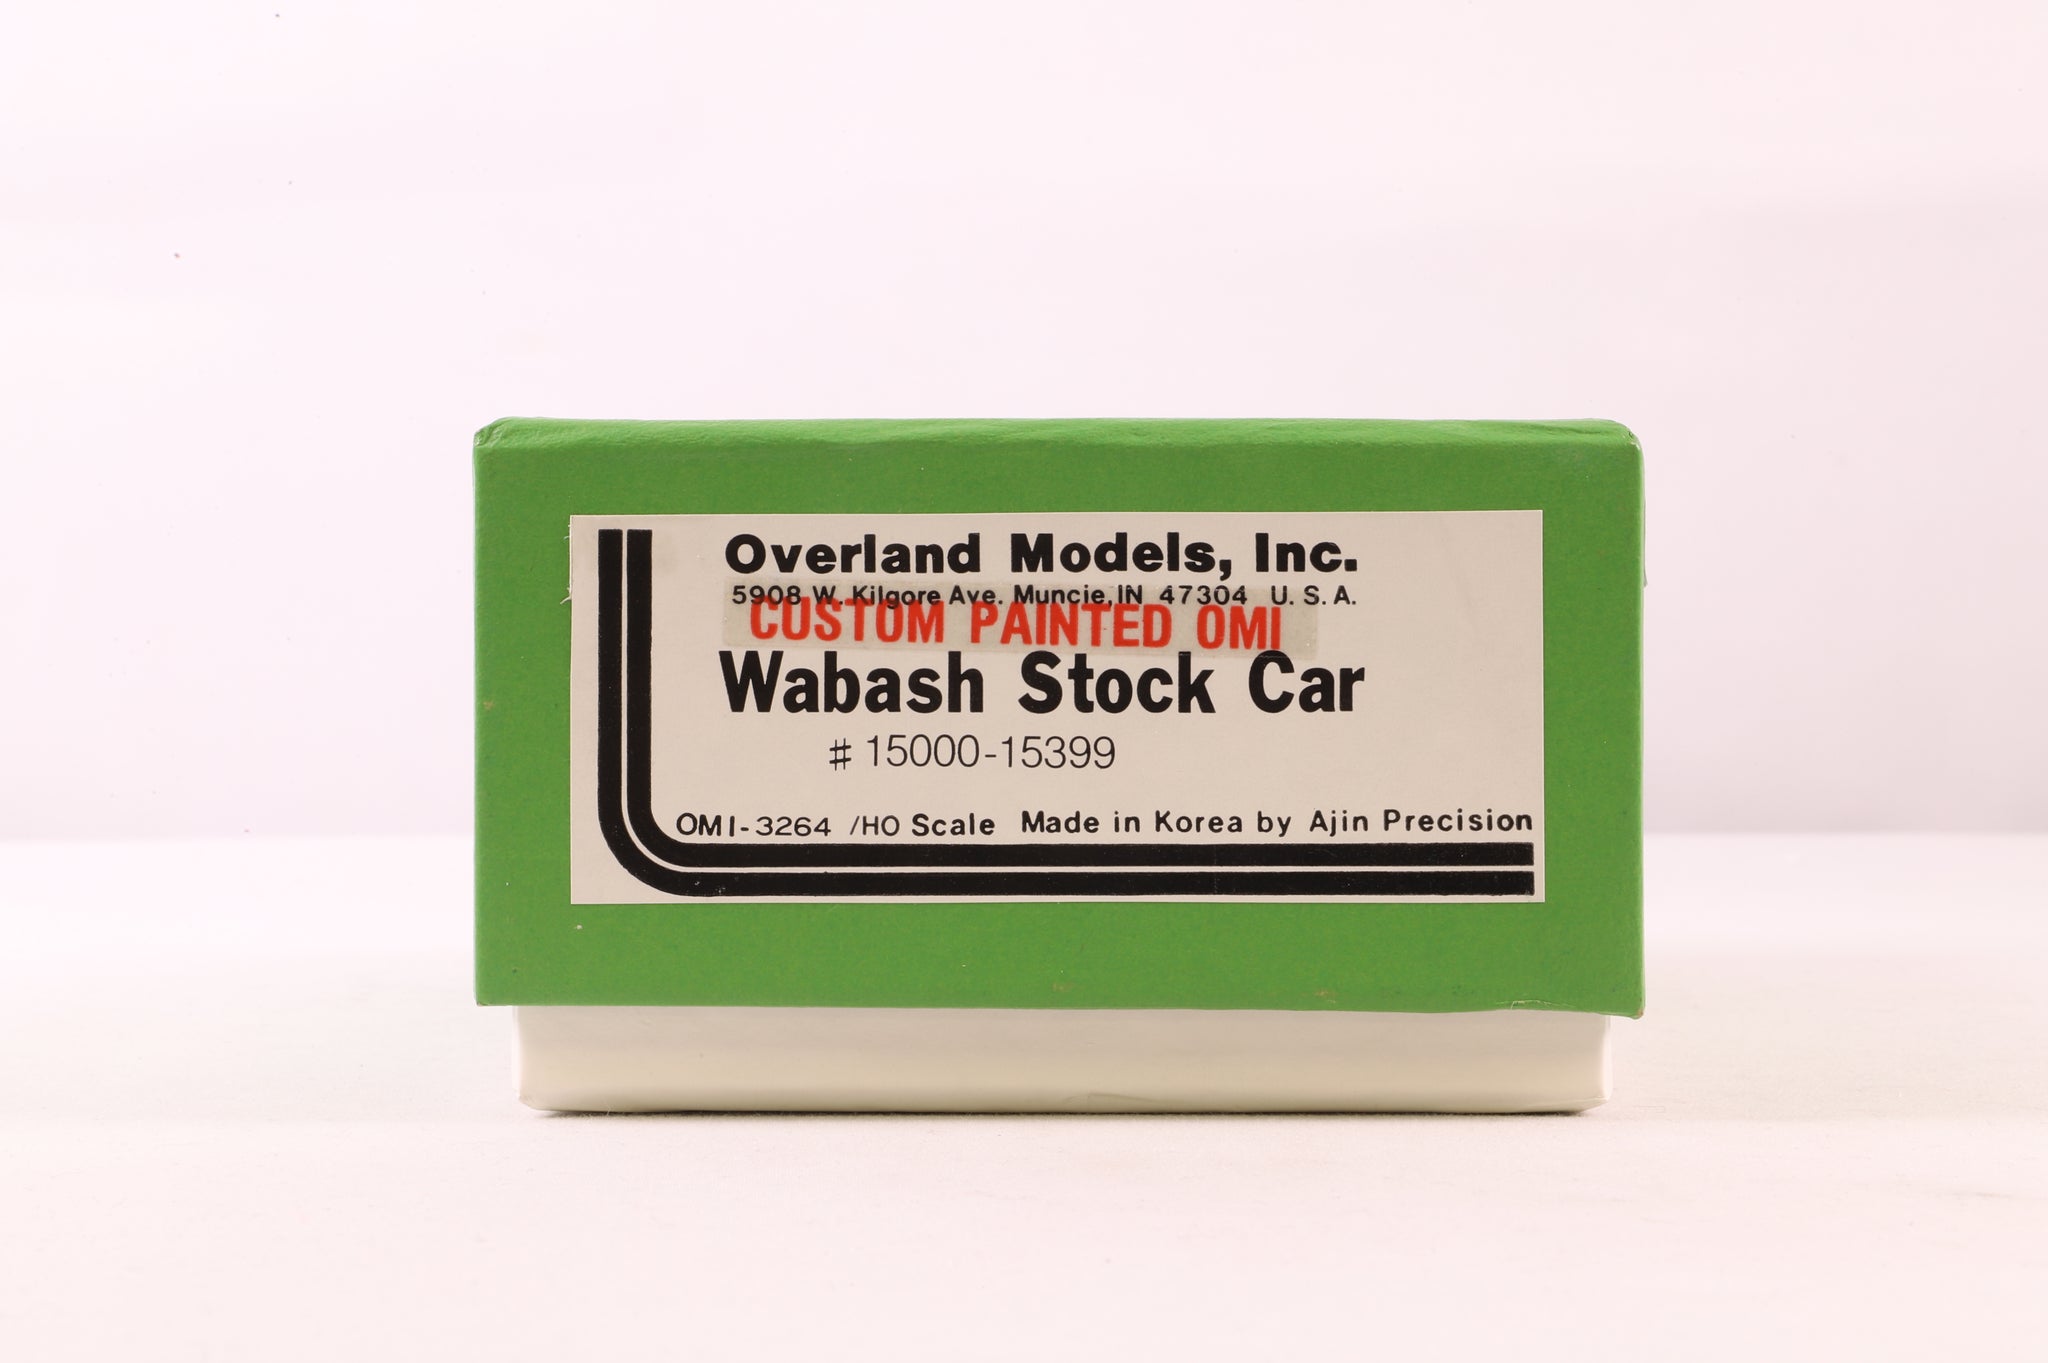 Overland Models, Inc.
5908 W. Kilgore Ave. Muncie, IN 47304 U. S. A.
CUSTOM PAINTED OMI
Wabash Stock Car
# 15000-15399
OMI-3264 /HO Scale Made in Korea by Ajin Precision